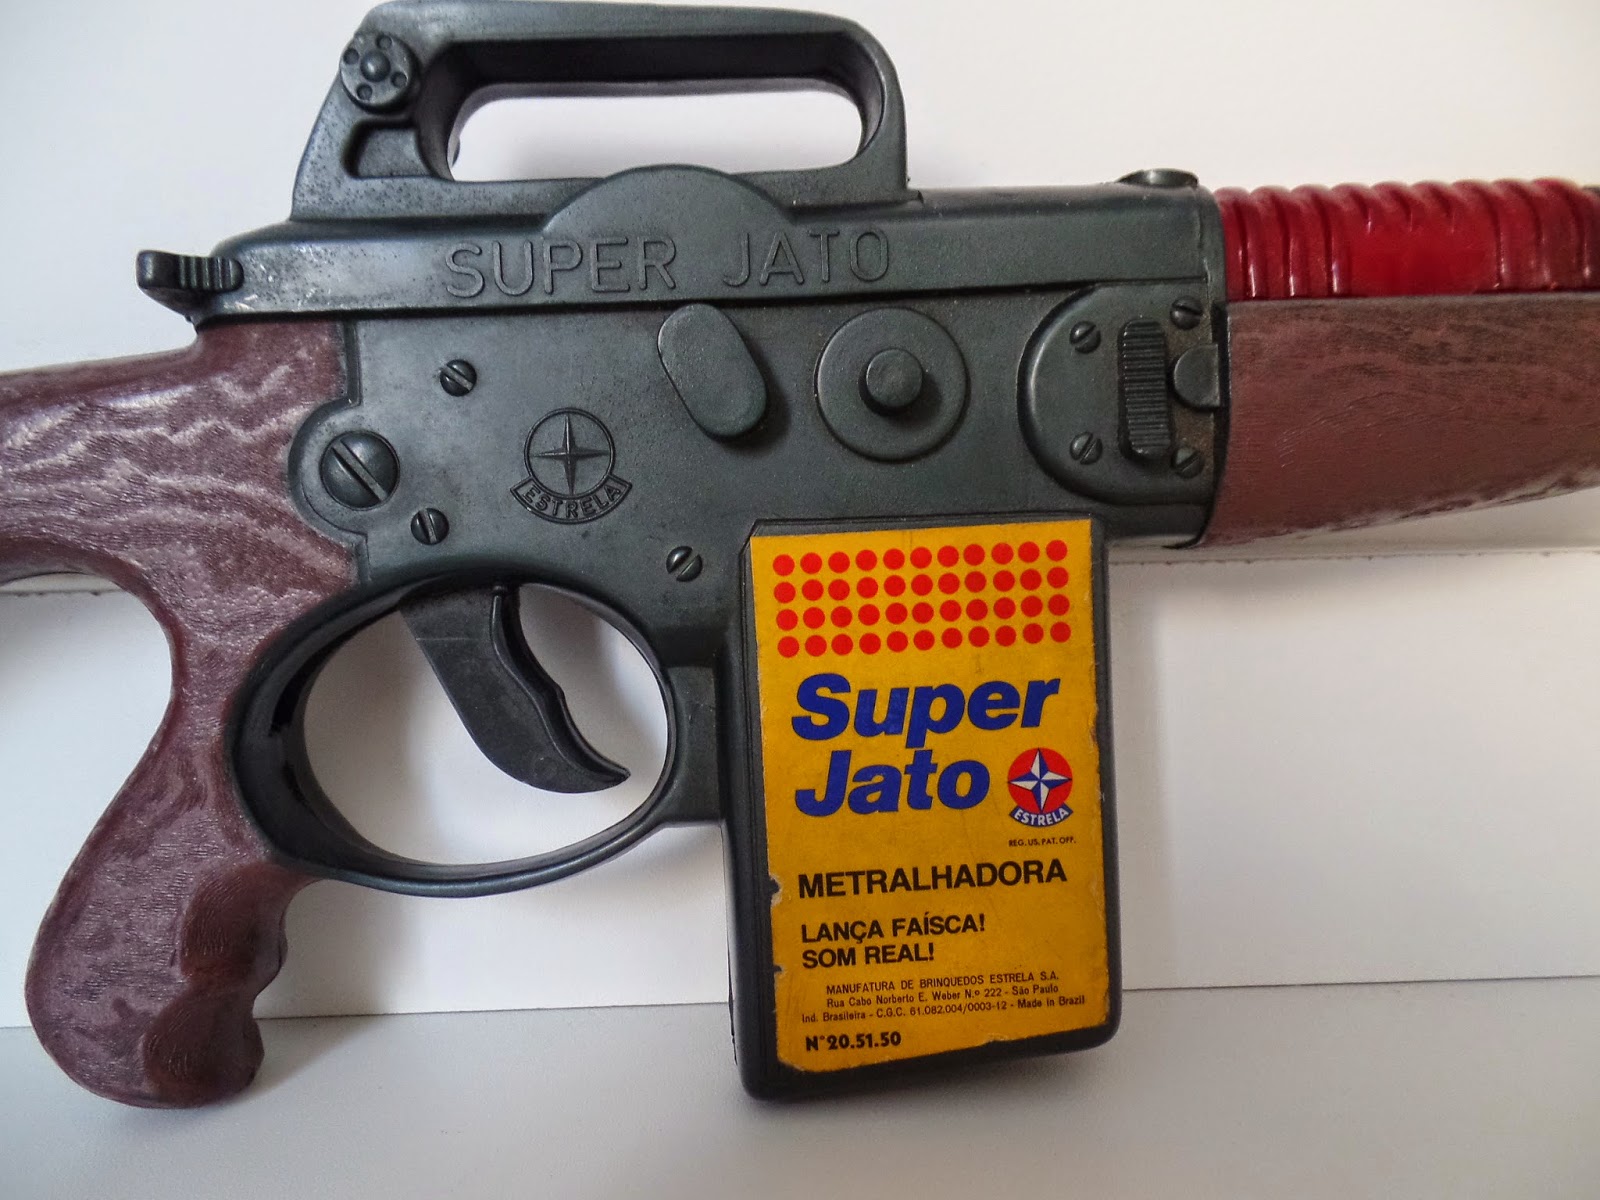 SUPER JATO
ESTRELA
Super
Jato
ESTRELA
REG. US. PAT. OFF.
METRALHADORA
LANÇA FAÍSCA!
SOM REAL!
MANUFATURA DE BRINQUEDOS ESTRELA S.A.
Rua Cabo Norberto E. Weber N.º 222 - São Paulo
Ind. Brasileira - C.G.C. 61.082.004/0003-12 - Made in Brazil
N° 20.51.50